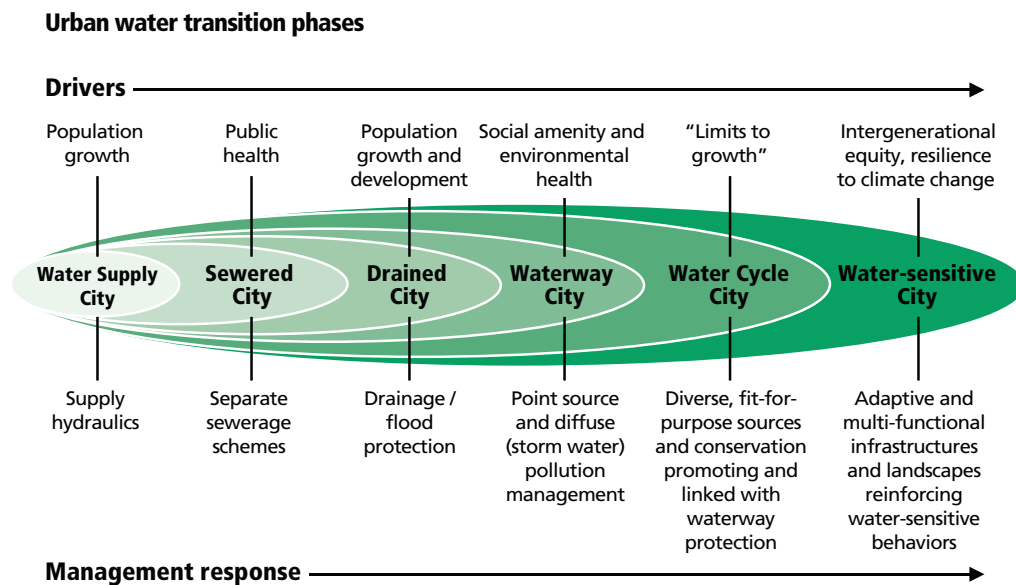 Urban water transition phases
Drivers
Population
growth
Public
health
Population
growth and
development
Social amenity and
environmental
health
“Limits to
growth”
Intergenerational
equity, resilience
to climate change
Water Supply
City
Sewered
City
Drained
City
Waterway
City
Water Cycle
City
Water-sensitive
City
Supply
hydraulics
Separate
sewerage
schemes
Drainage /
flood
protection
Point source
and diffuse
(storm water)
pollution
management
Diverse, fit-for-
purpose sources
and conservation
promoting and
linked with
waterway
protection
Adaptive and
multi-functional
infrastructures
and landscapes
reinforcing
water-sensitive
behaviors
Management response